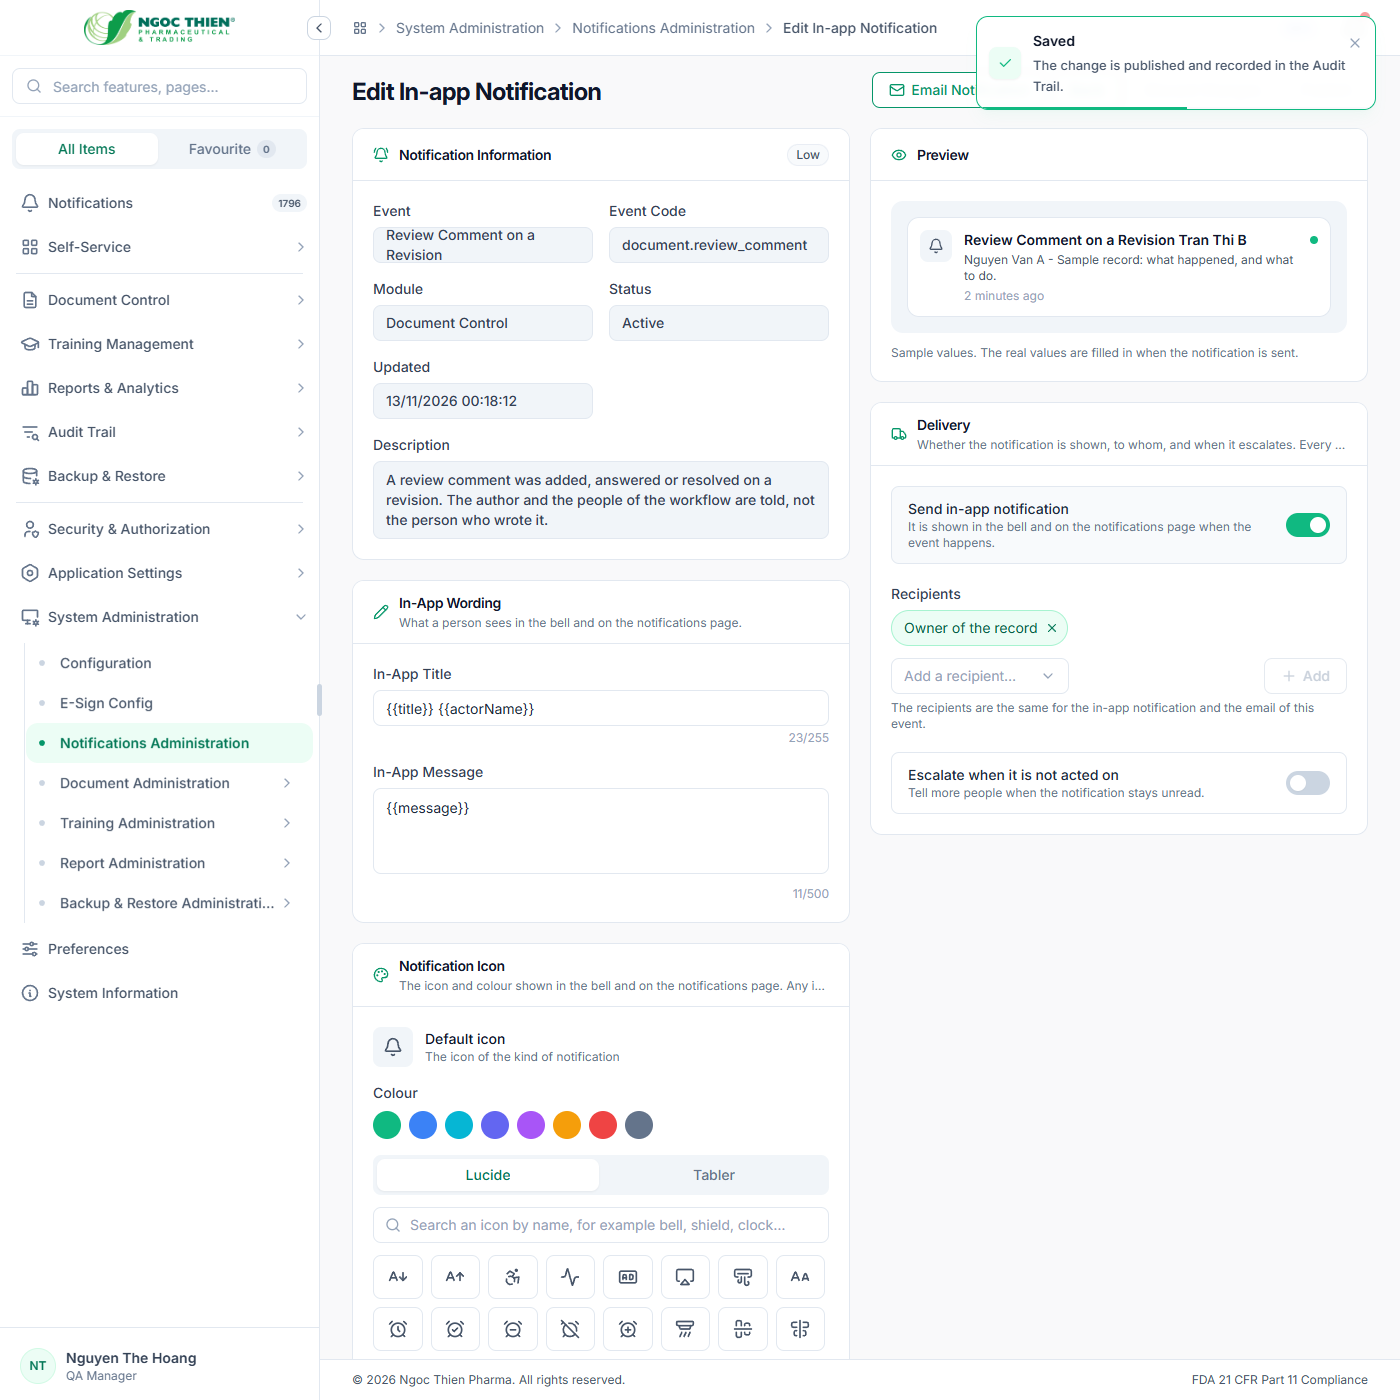 NGOC THIEN®
PHARMACEUTICAL
& TRADING
Search features, pages...
All Items
Favourite 0
Notifications 1796
Self-Service
Document Control
Training Management
Reports & Analytics
Audit Trail
Backup & Restore
Security & Authorization
Application Settings
System Administration
Configuration
E-Sign Config
Notifications Administration
Document Administration
Training Administration
Report Administration
Backup & Restore Administrati...
Preferences
System Information
NT
Nguyen The Hoang
QA Manager
System Administration > Notifications Administration > Edit In-app Notification
Saved
The change is published and recorded in the Audit
Trail.
Edit In-app Notification
Email Not
Notification Information
Low
Event
Review Comment on a
Revision
Event Code
document.review_comment
Module
Document Control
Status
Active
Updated
13/11/2026 00:18:12
Description
A review comment was added, answered or resolved on a
revision. The author and the people of the workflow are told, not
the person who wrote it.
In-App Wording
What a person sees in the bell and on the notifications page.
In-App Title
{{title}} {{actorName}}
23/255
In-App Message
{{message}}
11/500
Notification Icon
The icon and colour shown in the bell and on the notifications page. Any i...
Default icon
The icon of the kind of notification
Colour
Lucide
Tabler
Search an icon by name, for example bell, shield, clock...
Preview
Review Comment on a Revision Tran Thi B
Nguyen Van A - Sample record: what happened, and what
to do.
2 minutes ago
Sample values. The real values are filled in when the notification is sent.
Delivery
Whether the notification is shown, to whom, and when it escalates. Every ...
Send in-app notification
It is shown in the bell and on the notifications page when the
event happens.
Recipients
Owner of the record
Add a recipient...
Add
The recipients are the same for the in-app notification and the email of this
event.
Escalate when it is not acted on
Tell more people when the notification stays unread.
© 2026 Ngoc Thien Pharma. All rights reserved.
FDA 21 CFR Part 11 Compliance